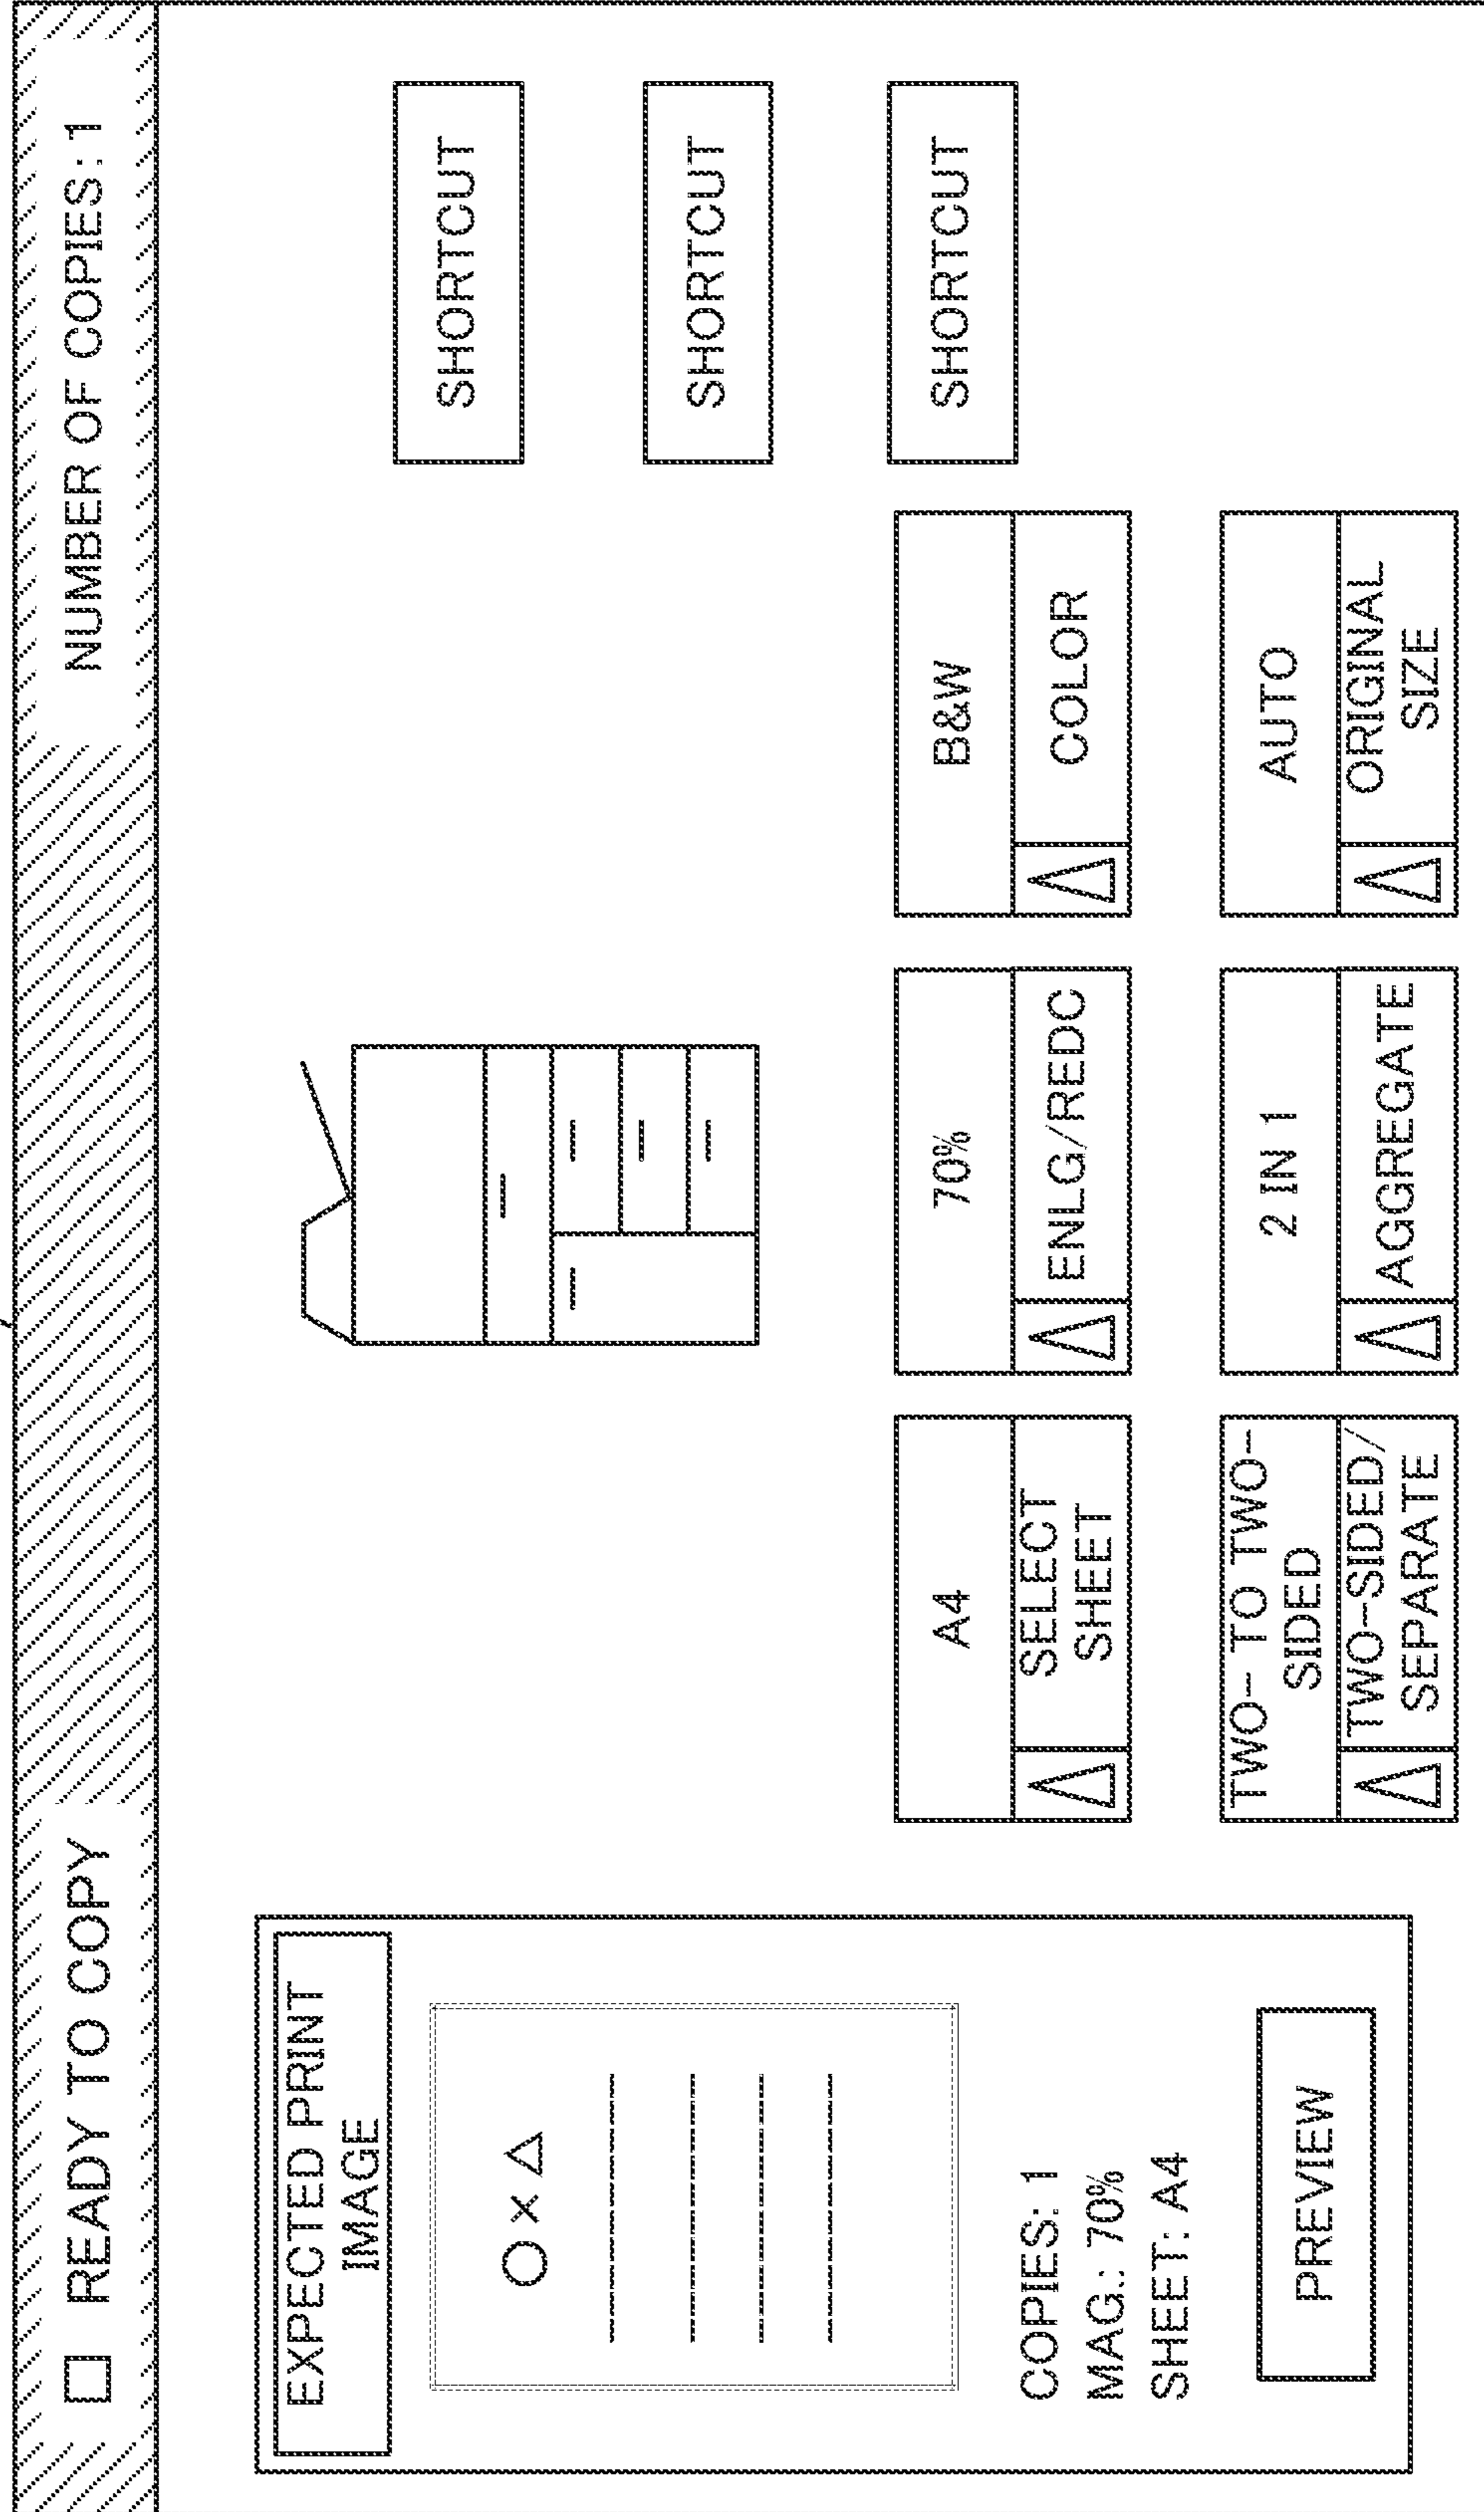 READY TO COPY
NUMBER OF COPIES: 1
EXPECTED PRINT
IMAGE
COPIES: 1
MAG.: 70%
SHEET: A4
PREVIEW
A4
SELECT
SHEET
70%
ENLG/REDC
B&W
COLOR
TWO- TO TWO-
SIDED
TWO-SIDED/
SEPARATE
2 IN 1
AGGREGATE
AUTO
ORIGINAL
SIZE
SHORTCUT
SHORTCUT
SHORTCUT